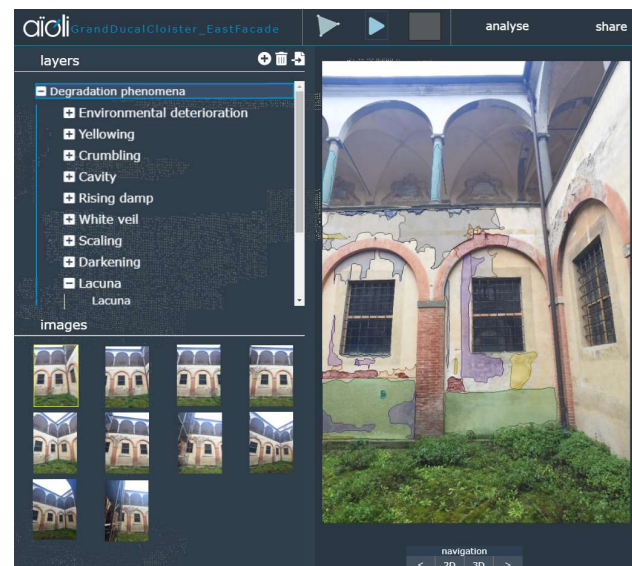 aïoli GrandDucalCloister_EastFacade
analyse
share
layers
Degradation phenomena
Environmental deterioration
Yellowing
Crumbling
Cavity
Rising damp
White veil
Scaling
Darkening
Lacuna
Lacuna
images
navigation
< 2D 3D >